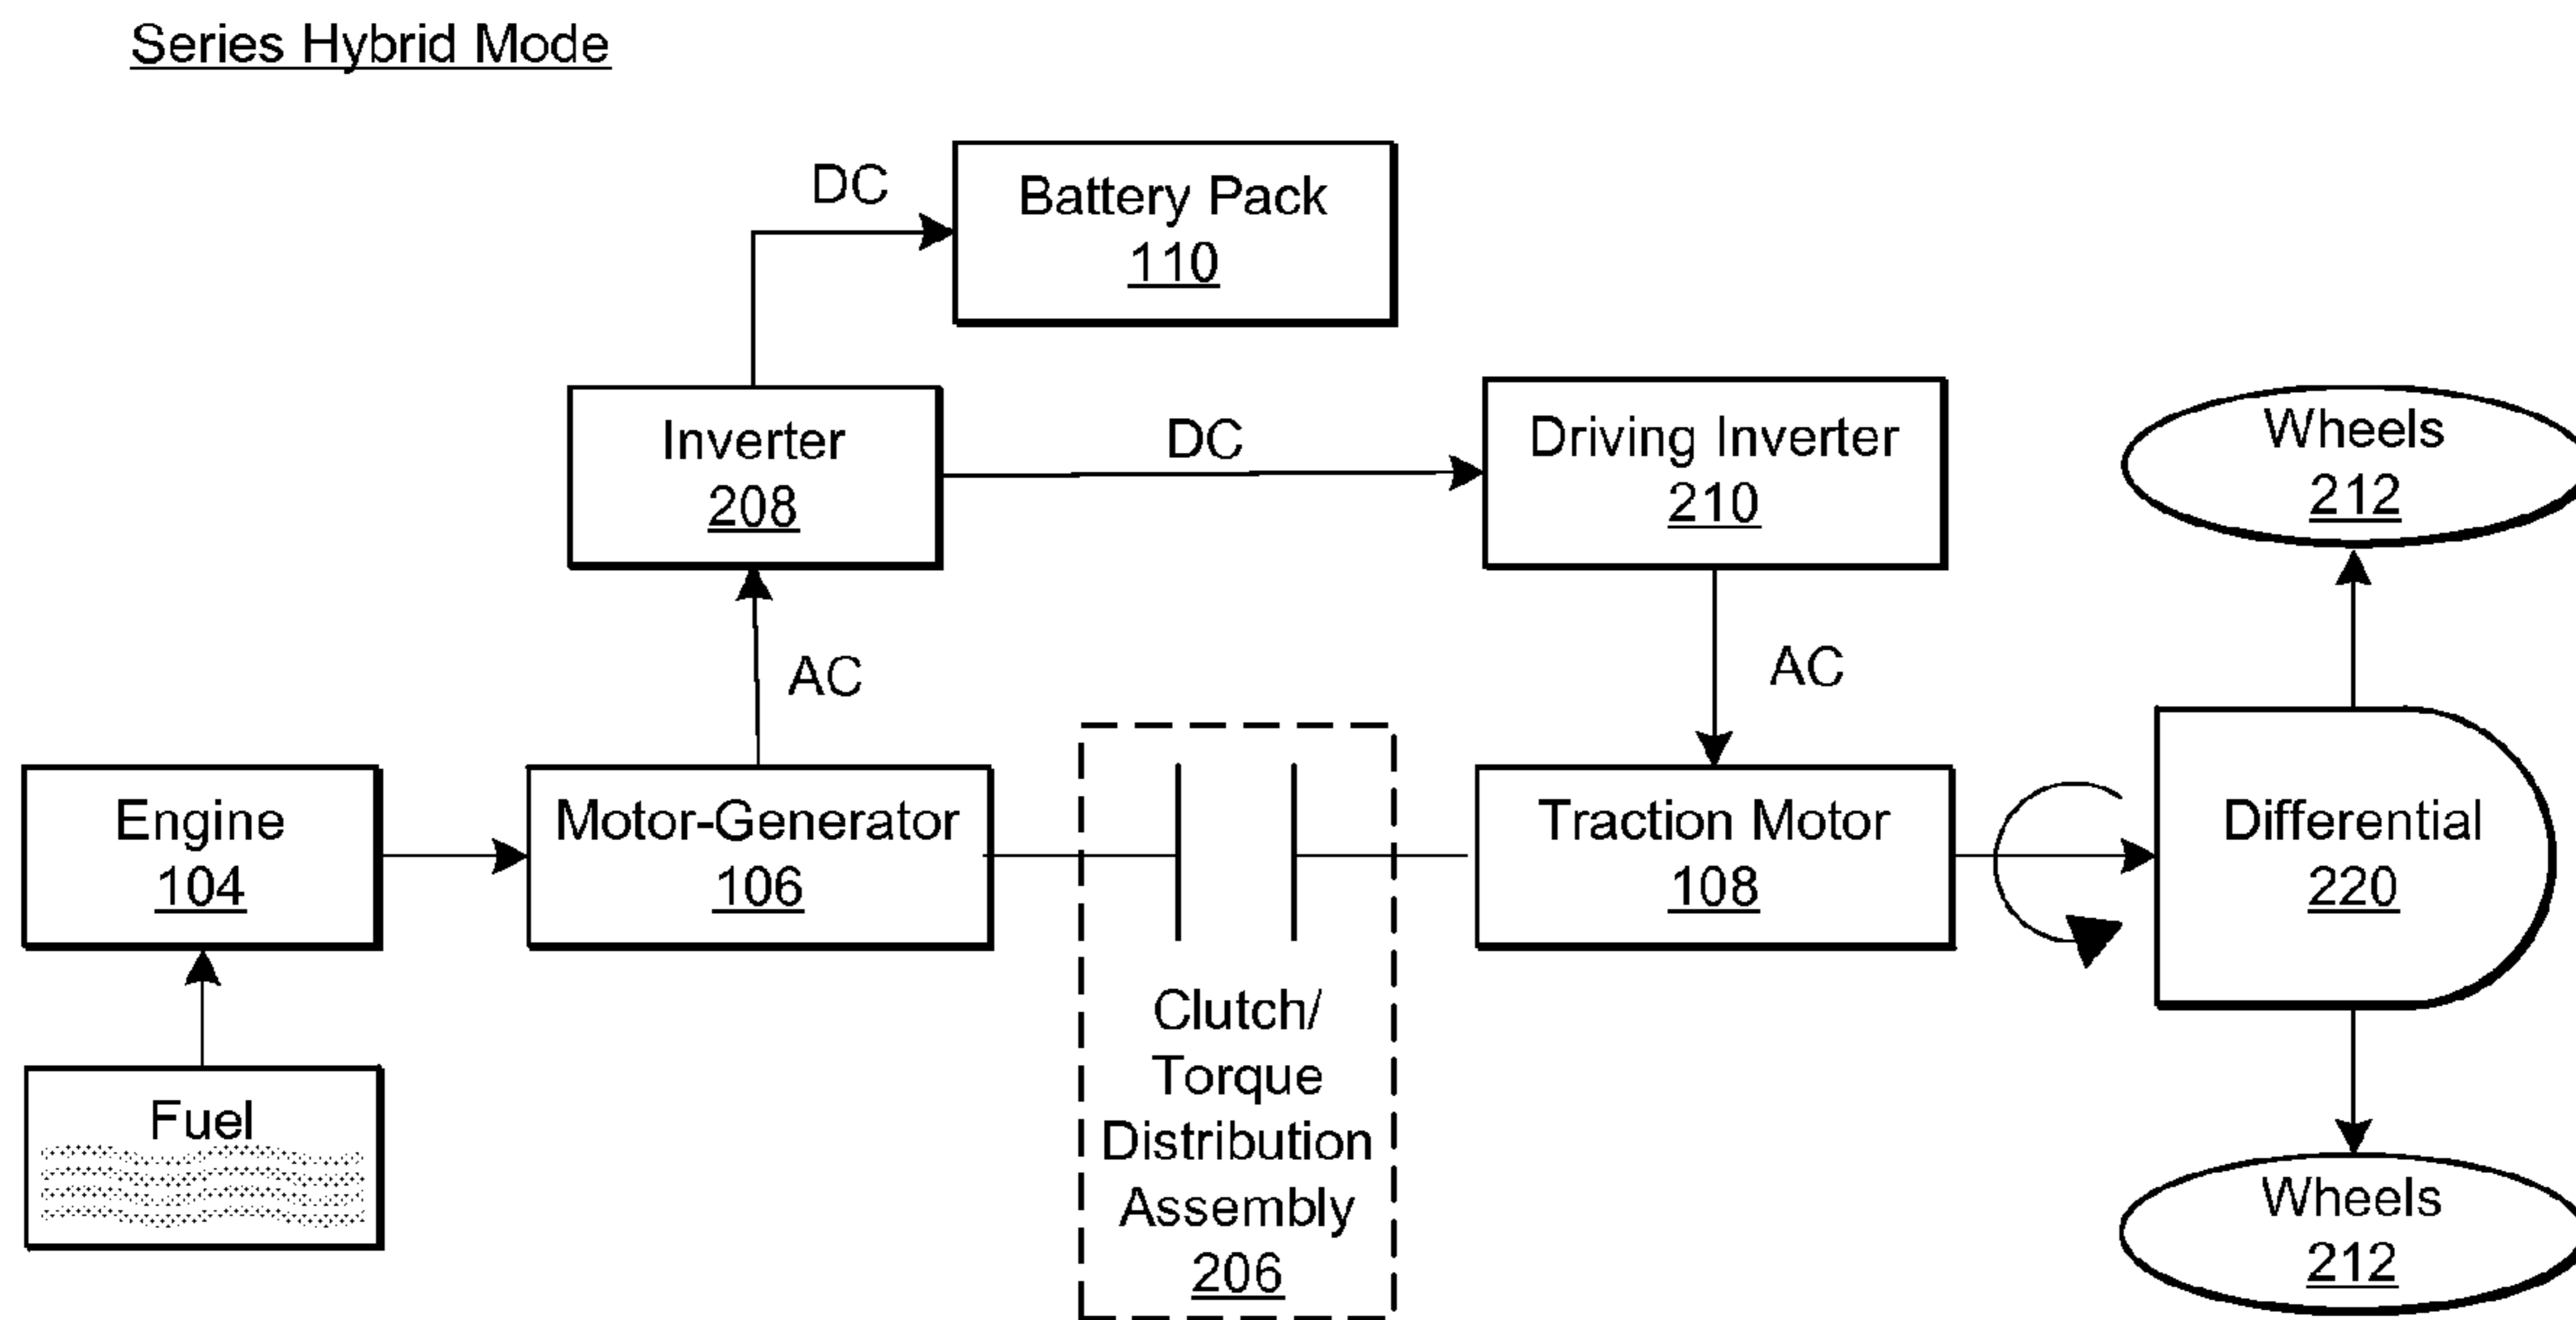 Series Hybrid Mode
DC
Battery Pack
110
Inverter
208
DC
Driving Inverter
210
Wheels
212
AC
AC
Engine
104
Motor-Generator
106
Traction Motor
108
Differential
220
Clutch/
Torque
Distribution
Assembly
206
Fuel
Wheels
212